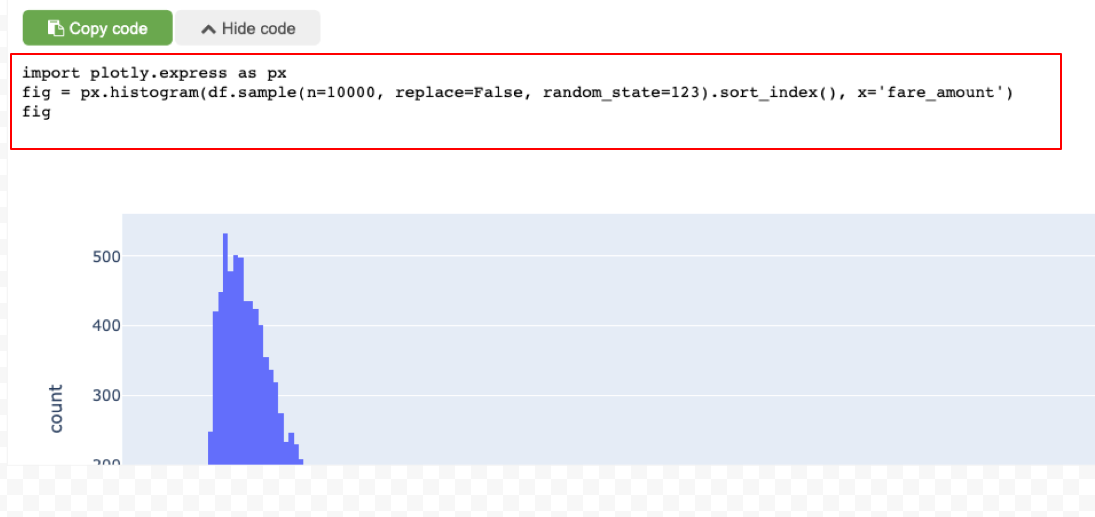 Copy code
Hide code
import plotly.express as px
fig = px.histogram(df.sample(n=10000, replace=False, random_state=123).sort_index(), x='fare_amount')
fig
500
400
300
count
200